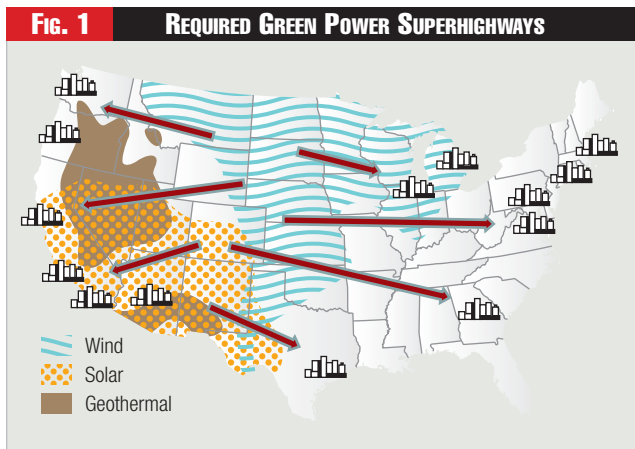 FIG. 1
REQUIRED GREEN POWER SUPERHIGHWAYS
Wind
Solar
Geothermal